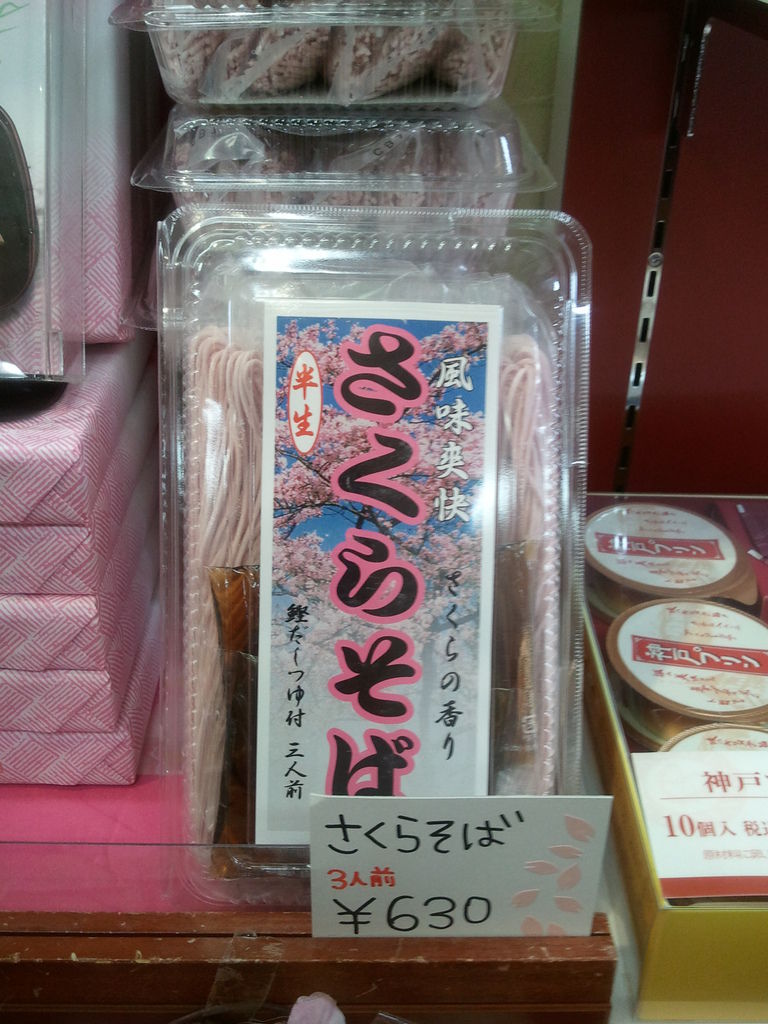 風味爽快
さくらの香り
さくらそば
半生
鰹だしつゆ付 三人前
さくらそば
3人前
￥630
神戸プリン
神戸プリン
神戸
10個入 税